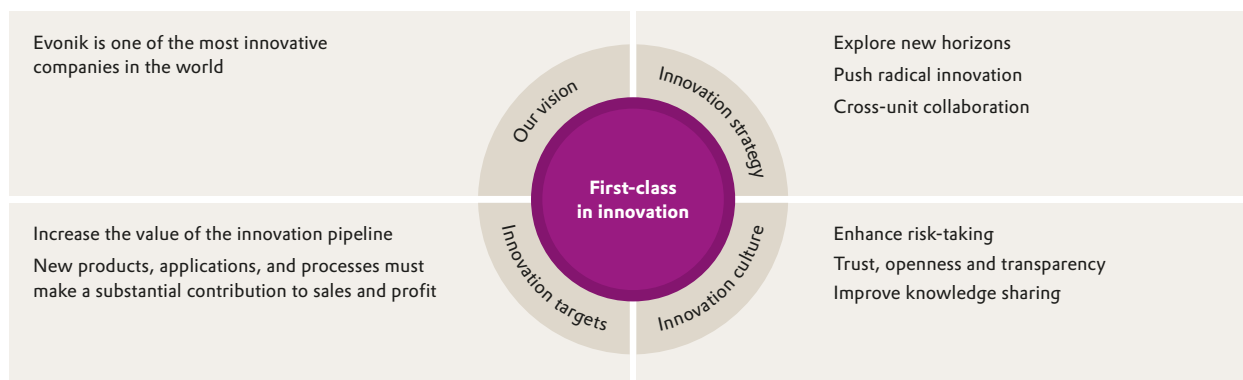 Evonik is one of the most innovative
companies in the world
Our vision
Innovation strategy
Explore new horizons
Push radical innovation
Cross-unit collaboration
First-class
in innovation
Increase the value of the innovation pipeline
New products, applications, and processes must
make a substantial contribution to sales and profit
Innovation targets
Innovation culture
Enhance risk-taking
Trust, openness and transparency
Improve knowledge sharing